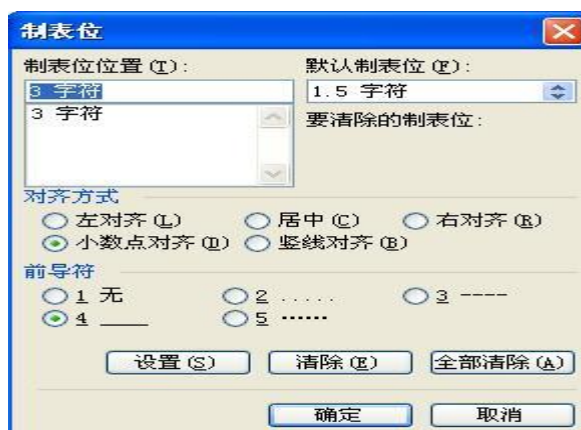 制表位
制表位位置(T):
默认制表位(F):
3 字符
1.5 字符
3 字符
要清除的制表位:
对齐方式
左对齐(L) 居中(C) 右对齐(R)
小数点对齐(D) 竖线对齐(B)
前导符
1 无 2 ..... 3 ----
4 ____ 5 ······
设置(S) 清除(E) 全部清除(A)
确定 取消